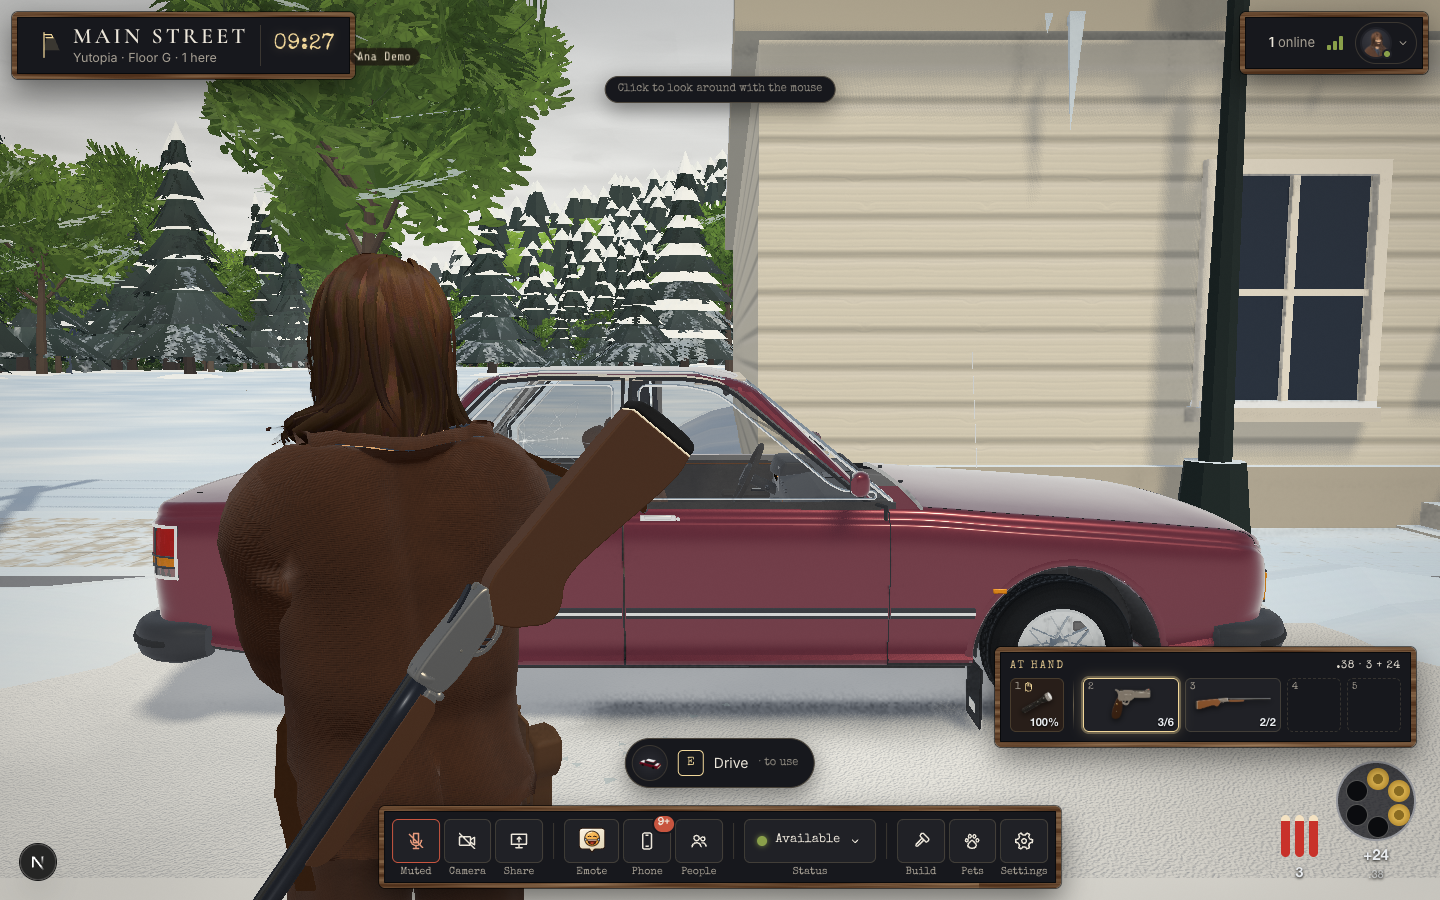 MAIN STREET
Yutopia · Floor G · 1 here
09:27
Ana Demo
Click to look around with the mouse
1 online
AT HAND
.38 · 3 + 24
1
100%
2
3/6
3
2/2
4
5
E Drive · to use
9+
Muted
Camera
Share
Emote
Phone
People
Available
Status
Build
Pets
Settings
N
3
+24
.38